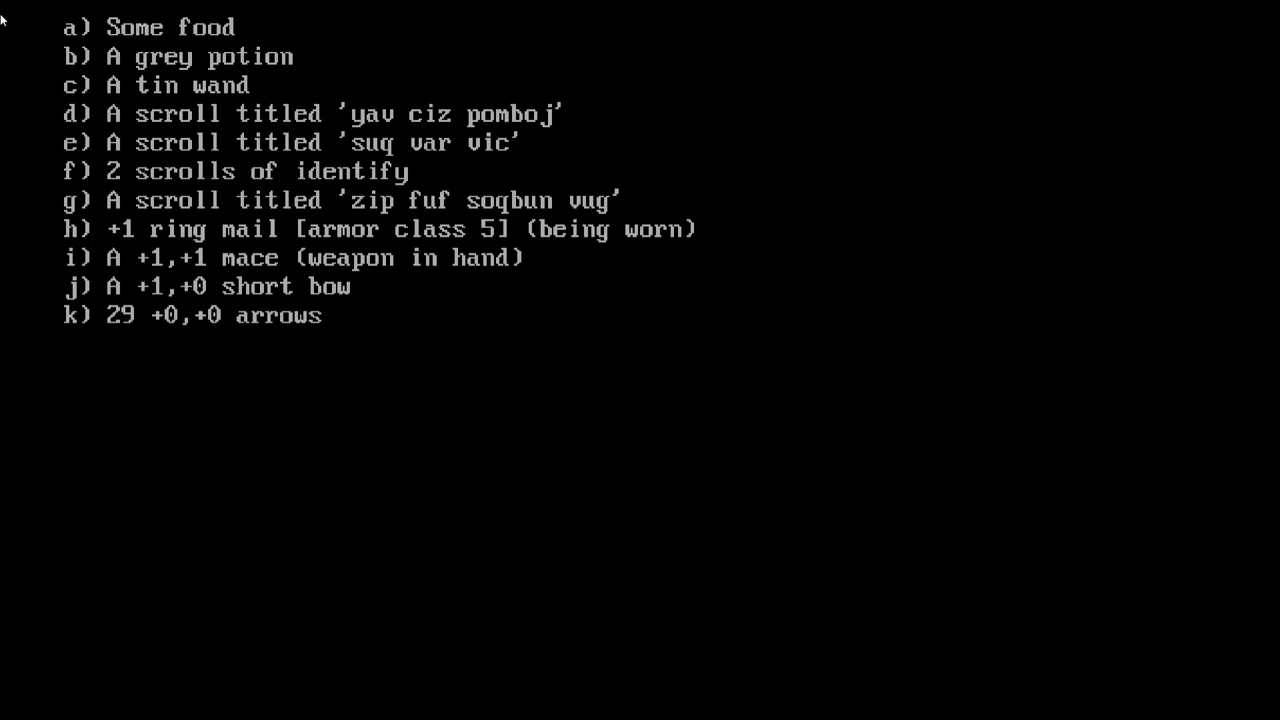 a) Some food
b) A grey potion
c) A tin wand
d) A scroll titled 'yav ciz pomboj'
e) A scroll titled 'suq var vic'
f) 2 scrolls of identify
g) A scroll titled 'zip fuf soqbun vug'
h) +1 ring mail [armor class 5] (being worn)
i) A +1,+1 mace (weapon in hand)
j) A +1,+0 short bow
k) 29 +0,+0 arrows